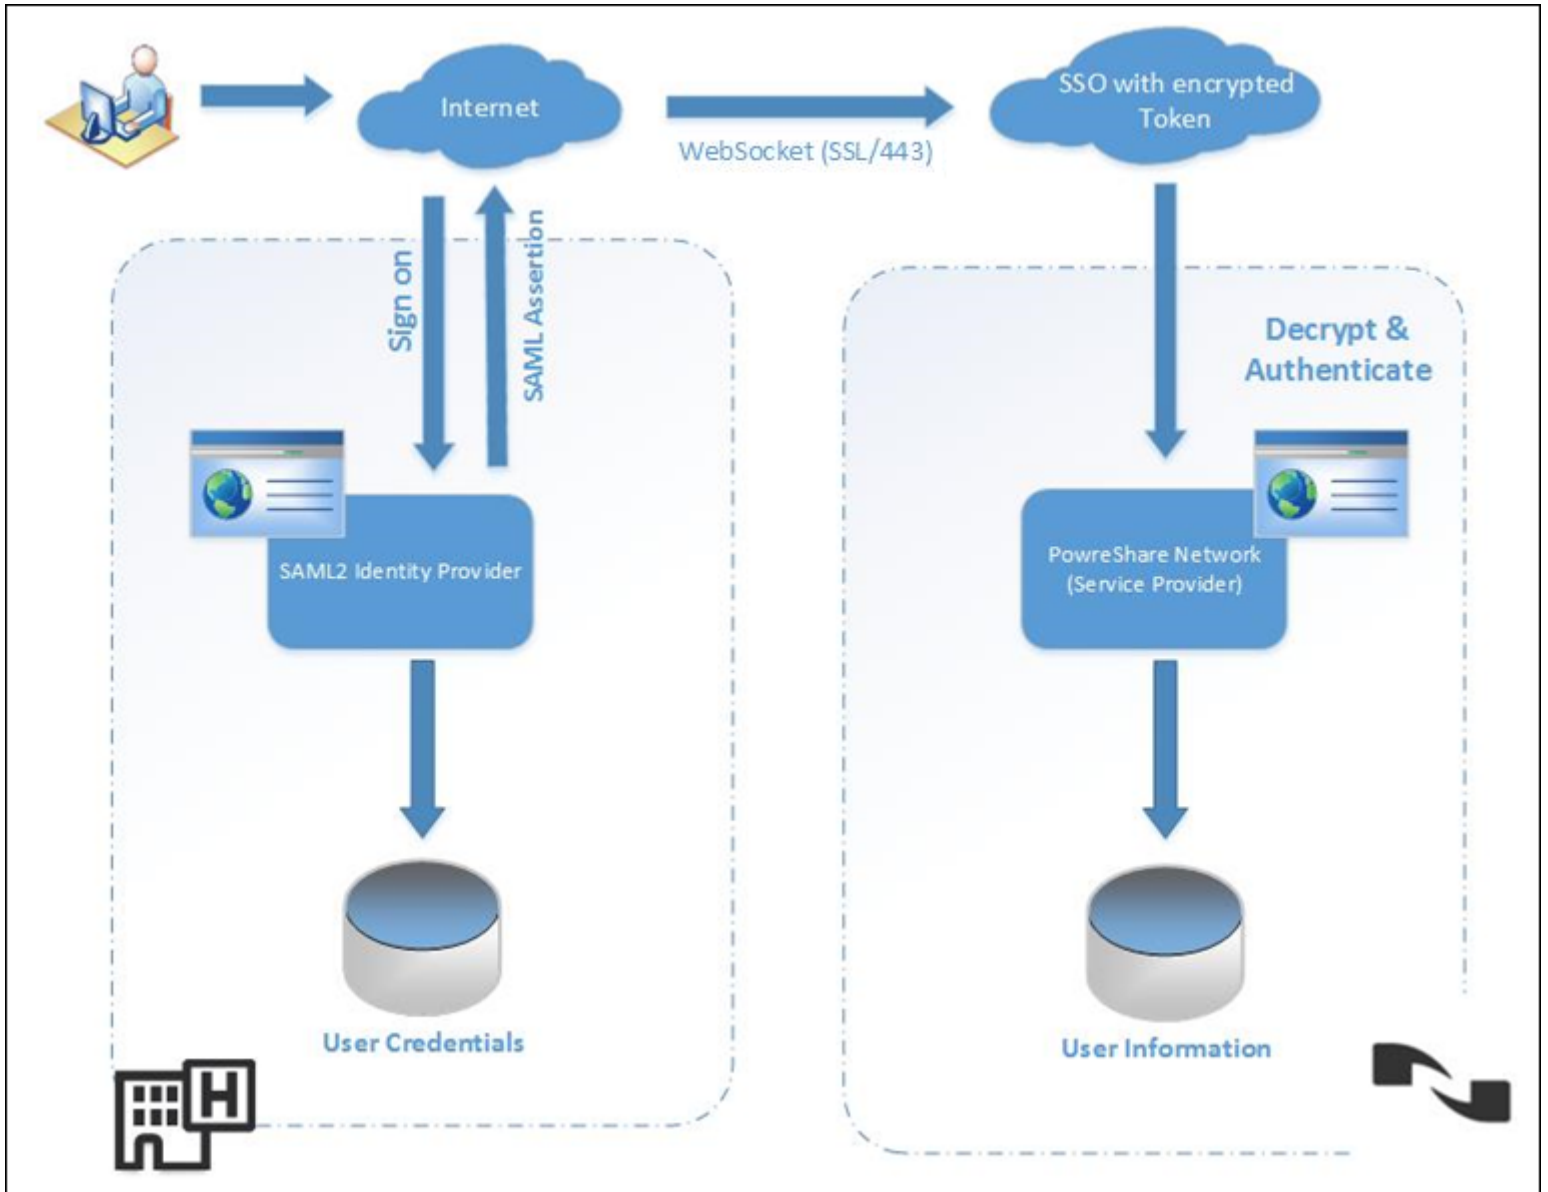 Internet
SSO with encrypted
Token
WebSocket (SSL/443)
Sign on
SAML Assertion
Decrypt &
Authenticate
SAML2 Identity Provider
PowreShare Network
(Service Provider)
User Credentials
User Information
H